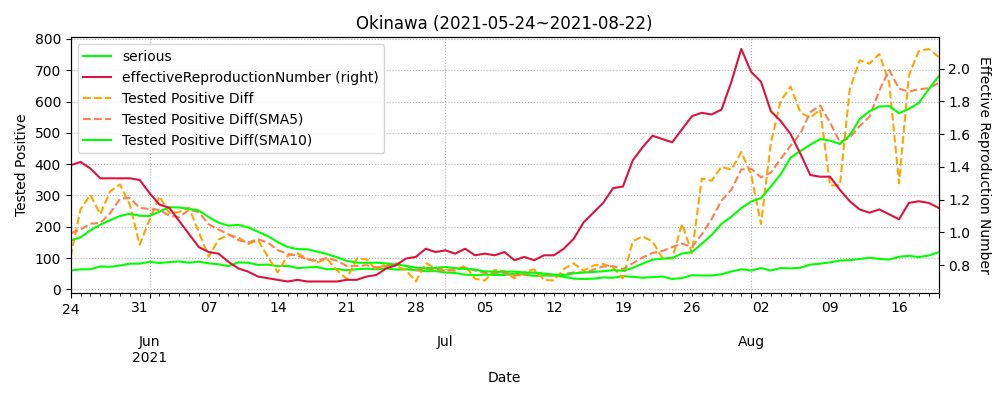 Okinawa (2021-05-24~2021-08-22)
serious
effectiveReproductionNumber (right)
Tested Positive Diff
Tested Positive Diff(SMA5)
Tested Positive Diff(SMA10)
Tested Positive
800
700
600
500
400
300
200
100
0
Effective Reproduction Number
2.0
1.8
1.6
1.4
1.2
1.0
0.8
24 31 07 14 21 28 05 12 19 26 02 09 16
Jun Jul Aug
2021
Date